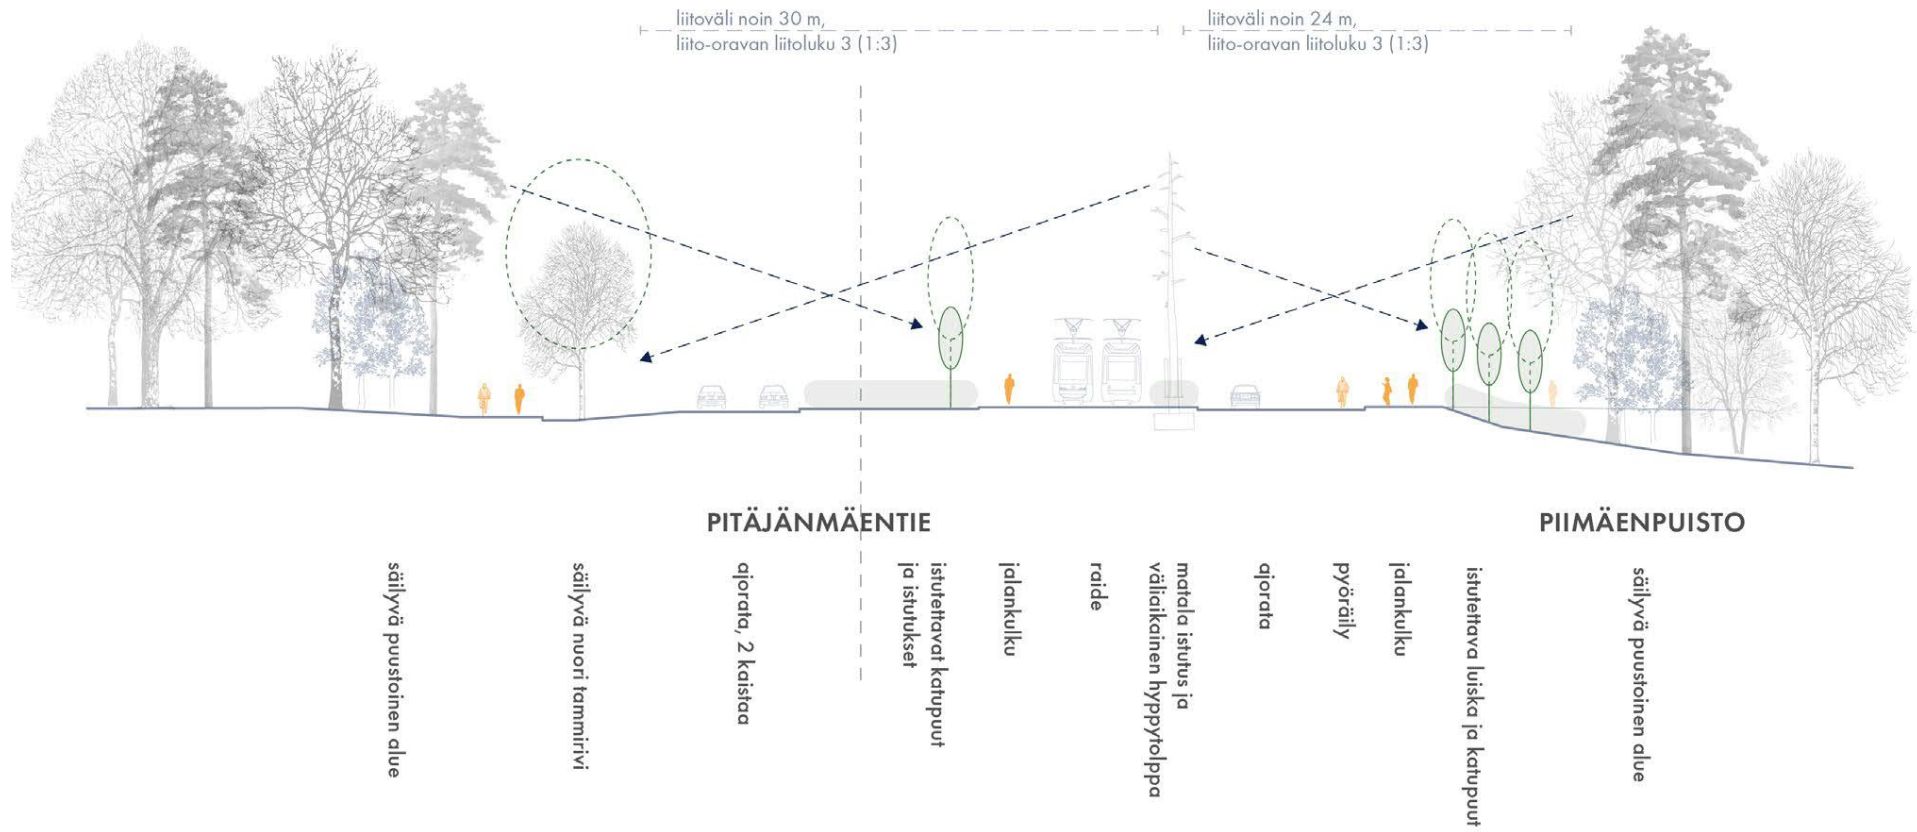 liitoväli noin 30 m,
liito-oravan liitoluku 3 (1:3)
liitoväli noin 24 m,
liito-oravan liitoluku 3 (1:3)
PITÄJÄNMÄENTIE
PIIMÄENPUISTO
säilyvä puustoinen alue
säilyvä nuori tammirivi
ajorata, 2 kaistaa
istutettavat katupuut
ja istutukset
jalankulku
raide
matala istutus ja
väliaikainen hyppytolppa
ajorata
pyöräily
jalankulku
istutettava luiska ja katupuut
säilyvä puustoinen alue